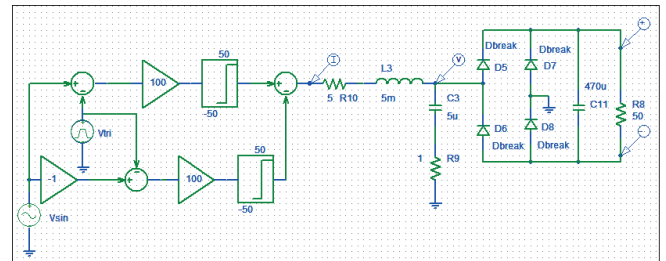 50
100
-50
Vtri
-1
100
50
-50
Vsin
I
5 R10
L3
5m
V
C3
5u
1 R9
Dbreak
D5
Dbreak
D7
D6
Dbreak
D8
Dbreak
470u
C11
R8
50